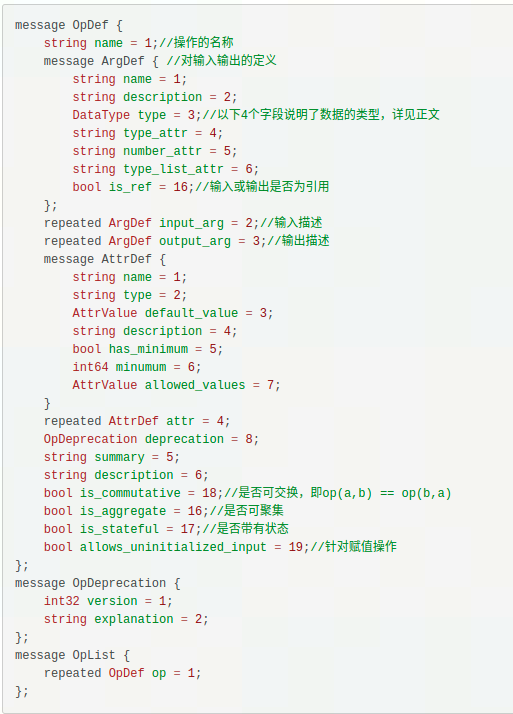 message OpDef {
    string name = 1;//操作的名称
    message ArgDef { //对输入输出的定义
        string name = 1;
        string description = 2;
        DataType type = 3;//以下4个字段说明了数据的类型，详见正文
        string type_attr = 4;
        string number_attr = 5;
        string type_list_attr = 6;
        bool is_ref = 16;//输入或输出是否为引用
    };
    repeated ArgDef input_arg = 2;//输入描述
    repeated ArgDef output_arg = 3;//输出描述
    message AttrDef {
        string name = 1;
        string type = 2;
        AttrValue default_value = 3;
        string description = 4;
        bool has_minimum = 5;
        int64 minumum = 6;
        AttrValue allowed_values = 7;
    }
    repeated AttrDef attr = 4;
    OpDeprecation deprecation = 8;
    string summary = 5;
    string description = 6;
    bool is_commutative = 18;//是否可交换，即op(a,b) == op(b,a)
    bool is_aggregate = 16;//是否可聚集
    bool is_stateful = 17;//是否带有状态
    bool allows_uninitialized_input = 19;//针对赋值操作
};
message OpDeprecation {
    int32 version = 1;
    string explanation = 2;
};
message OpList {
    repeated OpDef op = 1;
};